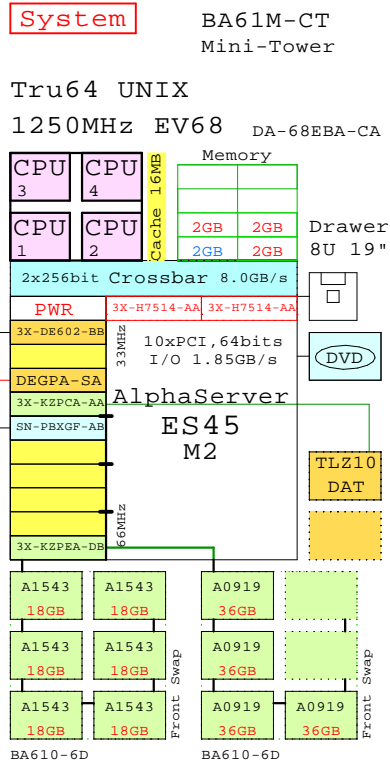 System
BA61M-CT
Mini-Tower
Tru64 UNIX
1250MHz EV68
DA-68EBA-CA
CPU
3
CPU
4
CPU
1
CPU
2
Cache 16MB
Memory
2GB
2GB
2GB
2GB
Drawer
8U 19"
2x256bit Crossbar 8.0GB/s
PWR
3X-H7514-AA
3X-H7514-AA
3X-DE602-BB
33MHz
10xPCI,64bits
I/O 1.85GB/s
DVD
DEGPA-SA
3X-KZPCA-AA
AlphaServer
ES45
M2
SN-PBXGF-AB
TLZ10
DAT
66MHz
3X-KZPEA-DB
A1543
18GB
A1543
18GB
A0919
36GB
A1543
18GB
A1543
18GB
A0919
36GB
A1543
18GB
A1543
18GB
Front Swap
A0919
36GB
A0919
36GB
Front Swap
BA610-6D
BA610-6D